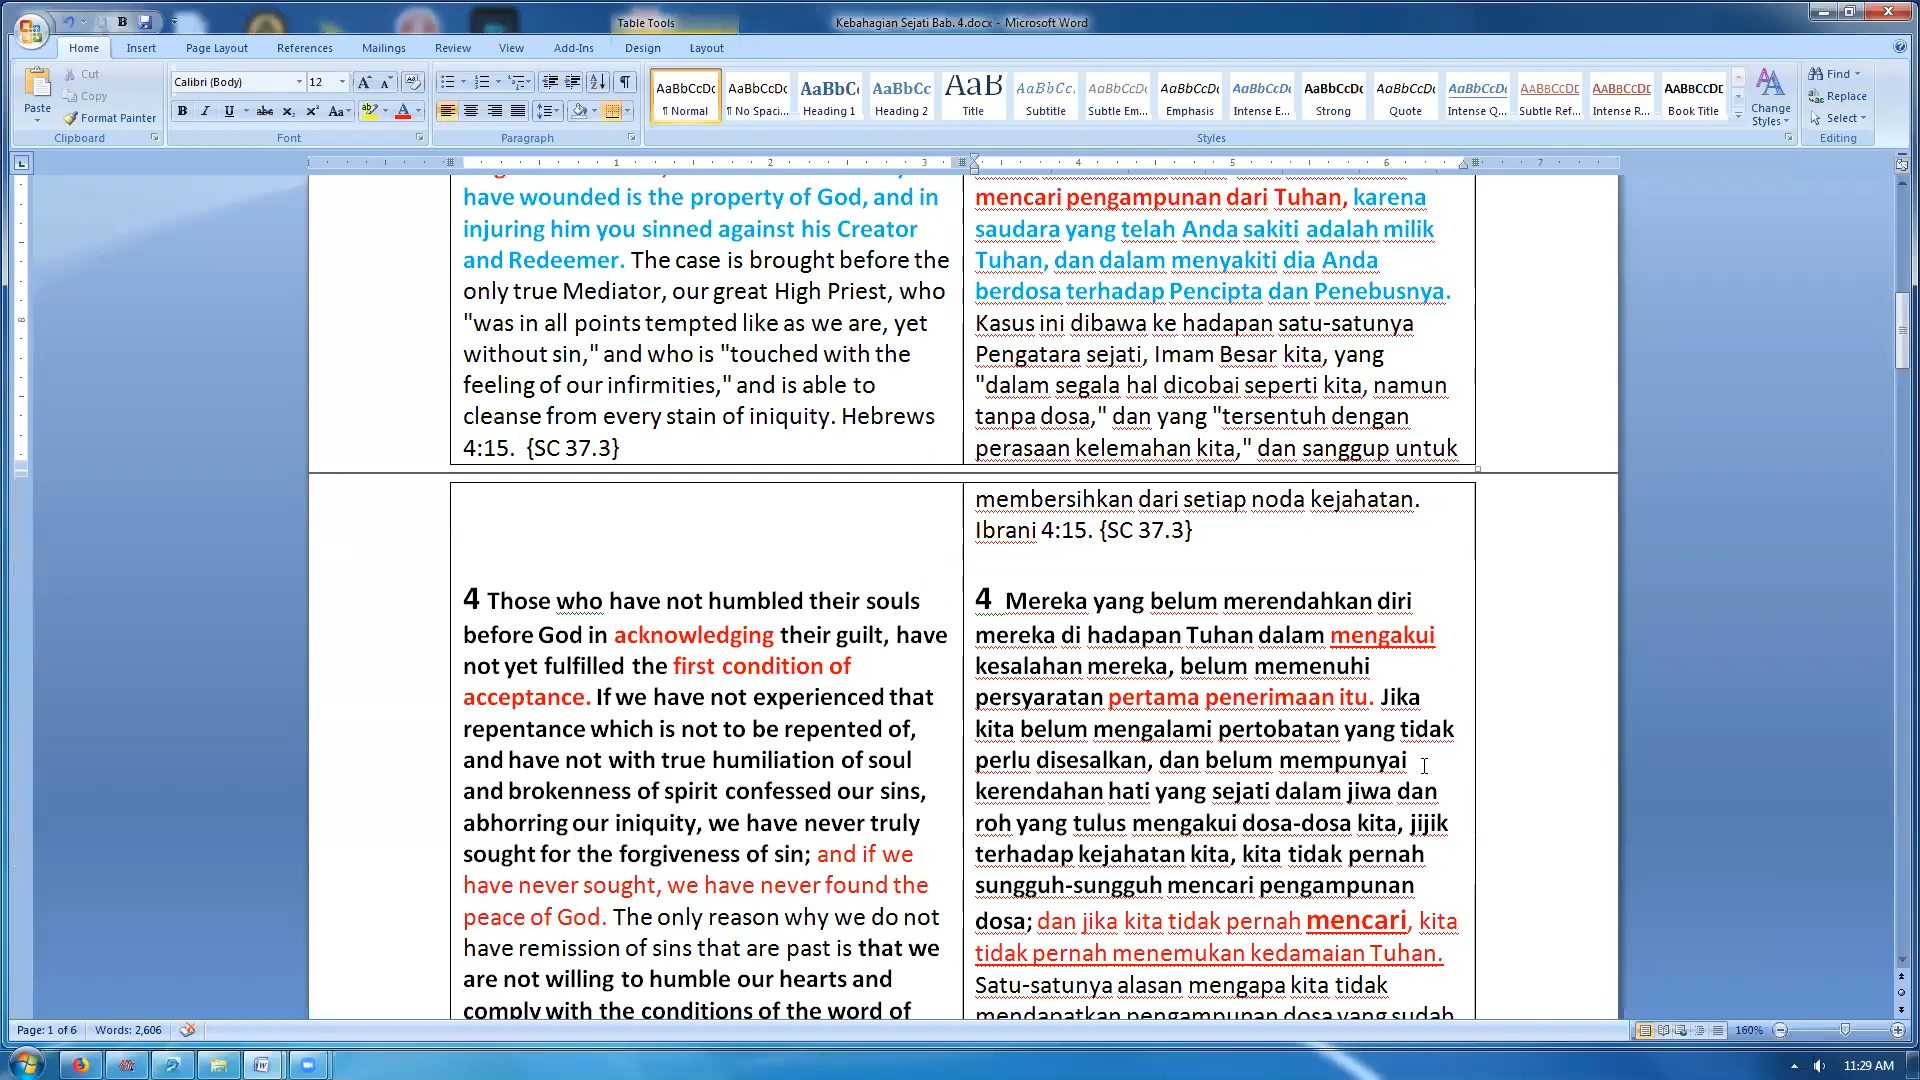 Table Tools
Kebahagian Sejati Bab. 4.docx - Microsoft Word
Home
Insert
Page Layout
References
Mailings
Review
View
Add-Ins
Design
Layout
Paste
Cut
Copy
Format Painter
Clipboard
Calibri (Body)
12
Font
Paragraph
AaBbCcDc
¶ Normal
AaBbCcDc
¶ No Spaci...
AaBbC
Heading 1
AaBbCc
Heading 2
AaB
Title
AaBbCcDc
Subtitle
AaBbCcDc
Subtle Em...
AaBbCcDc
Emphasis
AaBbCcDc
Intense E...
AaBbCcDc
Strong
AaBbCcDc
Quote
AaBbCcDc
Intense Q...
AABBCCDD
Subtle Ref...
AABBCCDD
Intense R...
AABBCCDD
Book Title
Change
Styles
Styles
Find
Replace
Select
Editing
1 1 2 3 4 5 6 7
have wounded is the property of God, and in
injuring him you sinned against his Creator
and Redeemer. The case is brought before the
only true Mediator, our great High Priest, who
"was in all points tempted like as we are, yet
without sin," and who is "touched with the
feeling of our infirmities," and is able to
cleanse from every stain of iniquity. Hebrews
4:15. {SC 37.3}
mencari pengampunan dari Tuhan, karena
saudara yang telah Anda sakiti adalah milik
Tuhan, dan dalam menyakiti dia Anda
berdosa terhadap Pencipta dan Penebusnya.
Kasus ini dibawa ke hadapan satu-satunya
Pengatara sejati, Imam Besar kita, yang
"dalam segala hal dicobai seperti kita, namun
tanpa dosa," dan yang "tersentuh dengan
perasaan kelemahan kita," dan sanggup untuk
membersihkan dari setiap noda kejahatan.
Ibrani 4:15. {SC 37.3}
4 Those who have not humbled their souls
before God in acknowledging their guilt, have
not yet fulfilled the first condition of
acceptance. If we have not experienced that
repentance which is not to be repented of,
and have not with true humiliation of soul
and brokenness of spirit confessed our sins,
abhorring our iniquity, we have never truly
sought for the forgiveness of sin; and if we
have never sought, we have never found the
peace of God. The only reason why we do not
have remission of sins that are past is that we
are not willing to humble our hearts and
comply with the conditions of the word of
4 Mereka yang belum merendahkan diri
mereka di hadapan Tuhan dalam mengakui
kesalahan mereka, belum memenuhi
persyaratan pertama penerimaan itu. Jika
kita belum mengalami pertobatan yang tidak
perlu disesalkan, dan belum mempunyai
kerendahan hati yang sejati dalam jiwa dan
roh yang tulus mengakui dosa-dosa kita, jijik
terhadap kejahatan kita, kita tidak pernah
sungguh-sungguh mencari pengampunan
dosa; dan jika kita tidak pernah mencari, kita
tidak pernah menemukan kedamaian Tuhan.
Satu-satunya alasan mengapa kita tidak
mendapatkan pengampunan dosa yang sudah
Page: 1 of 6
Words: 2,606
160%
11:29 AM